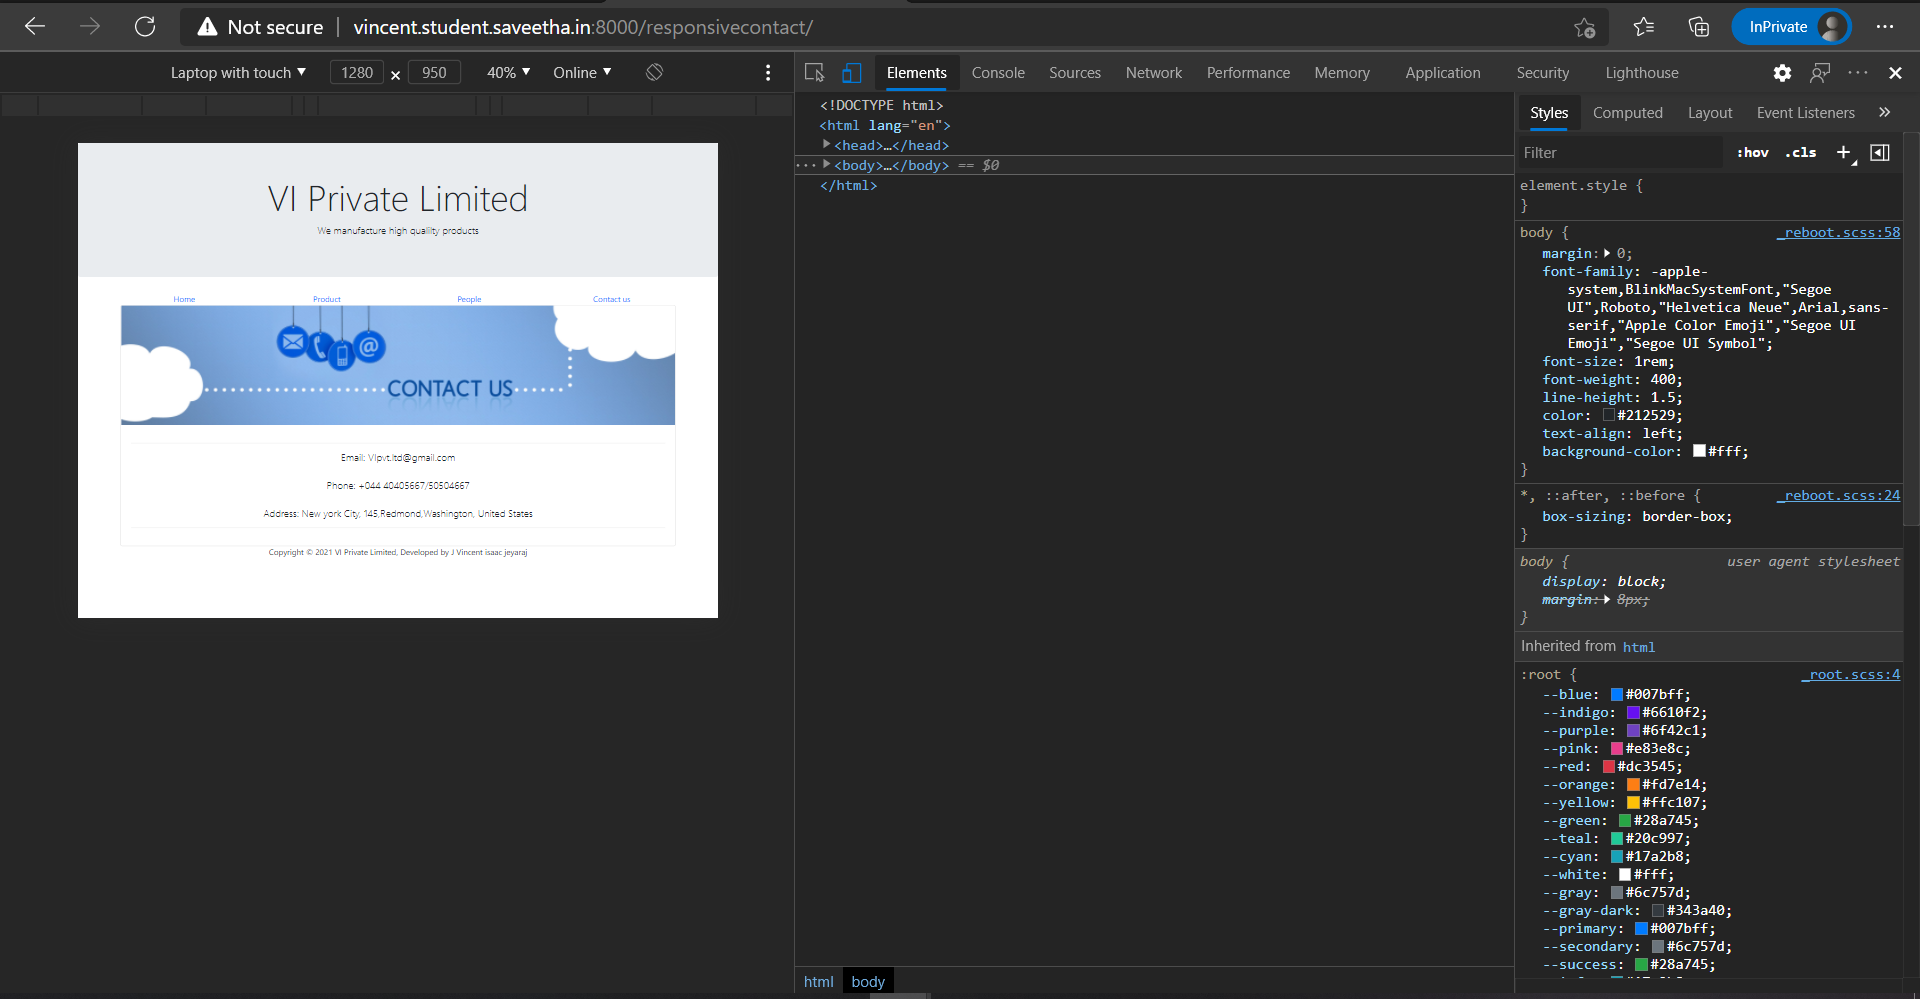 Not secure | vincent.student.saveetha.in:8000/responsivecontact/
InPrivate
Laptop with touch 1280 × 950 40% Online
Elements Console Sources Network Performance Memory Application Security Lighthouse
VI Private Limited
We manufacture high quality products
Home Product People Contact us
CONTACT US
Email: VIpvt.ltd@gmail.com
Phone: +044 40405667/50504667
Address: New york City, 145,Redmond,Washington, United States
Copyright © 2021 VI Private Limited, Developed by J Vincent isaac jeyaraj
<!DOCTYPE html>
<html lang="en">
<head>…</head>
<body>…</body> == $0
</html>
html body
Styles Computed Layout Event Listeners »
Filter :hov .cls +
element.style {
}
body { _reboot.scss:58
margin: 0;
font-family: -apple-
system,BlinkMacSystemFont,"Segoe
UI",Roboto,"Helvetica Neue",Arial,sans-
serif,"Apple Color Emoji","Segoe UI
Emoji","Segoe UI Symbol";
font-size: 1rem;
font-weight: 400;
line-height: 1.5;
color: #212529;
text-align: left;
background-color: #fff;
}
*, ::after, ::before { _reboot.scss:24
box-sizing: border-box;
}
body { user agent stylesheet
display: block;
margin: 8px;
}
Inherited from html
:root { _root.scss:4
--blue: #007bff;
--indigo: #6610f2;
--purple: #6f42c1;
--pink: #e83e8c;
--red: #dc3545;
--orange: #fd7e14;
--yellow: #ffc107;
--green: #28a745;
--teal: #20c997;
--cyan: #17a2b8;
--white: #fff;
--gray: #6c757d;
--gray-dark: #343a40;
--primary: #007bff;
--secondary: #6c757d;
--success: #28a745;